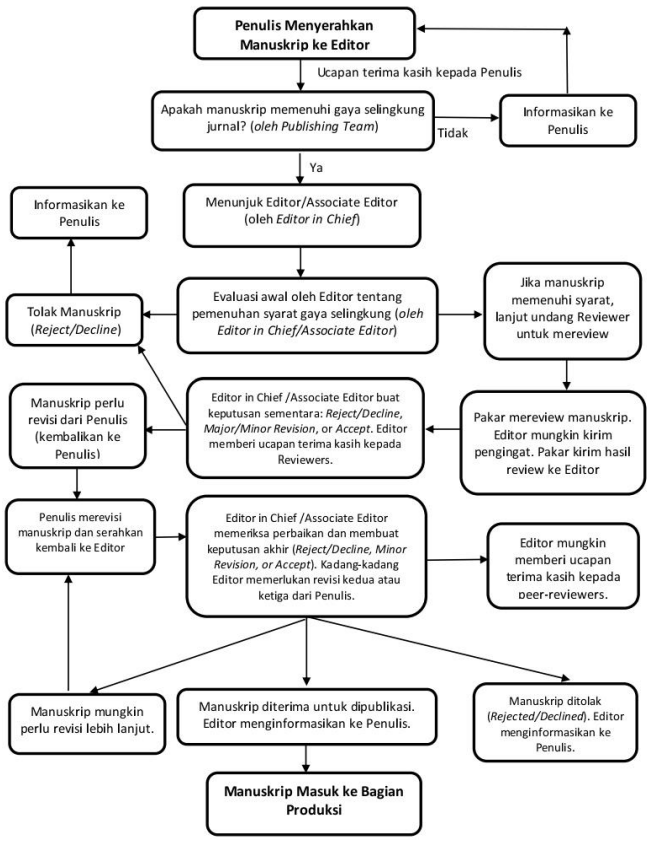 Penulis Menyerahkan
Manuskrip ke Editor
Ucapan terima kasih kepada Penulis
Apakah manuskrip memenuhi gaya selingkung
jurnal? (oleh Publishing Team)
Tidak
Informasikan ke
Penulis
Ya
Menunjuk Editor/Associate Editor
(oleh Editor in Chief)
Informasikan ke
Penulis
Evaluasi awal oleh Editor tentang
pemenuhan syarat gaya selingkung (oleh
Editor in Chief/Associate Editor)
Tolak Manuskrip
(Reject/Decline)
Jika manuskrip
memenuhi syarat,
lanjut undang Reviewer
untuk mereview
Pakar mereview manuskrip.
Editor mungkin kirim
pengingat. Pakar kirim hasil
review ke Editor
Editor in Chief /Associate Editor buat
keputusan sementara: Reject/Decline,
Major/Minor Revision, or Accept. Editor
memberi ucapan terima kasih kepada
Reviewers.
Manuskrip perlu
revisi dari Penulis
(kembalikan ke
Penulis)
Penulis merevisi
manuskrip dan serahkan
kembali ke Editor
Editor in Chief /Associate Editor
memeriksa perbaikan dan membuat
keputusan akhir (Reject/Decline, Minor
Revision, or Accept). Kadang-kadang
Editor memerlukan revisi kedua atau
ketiga dari Penulis.
Editor mungkin
memberi ucapan
terima kasih kepada
peer-reviewers.
Manuskrip mungkin
perlu revisi lebih lanjut.
Manuskrip diterima untuk dipublikasi.
Editor menginformasikan ke Penulis.
Manuskrip ditolak
(Rejected/Declined). Editor
menginformasikan ke
Penulis.
Manuskrip Masuk ke Bagian
Produksi